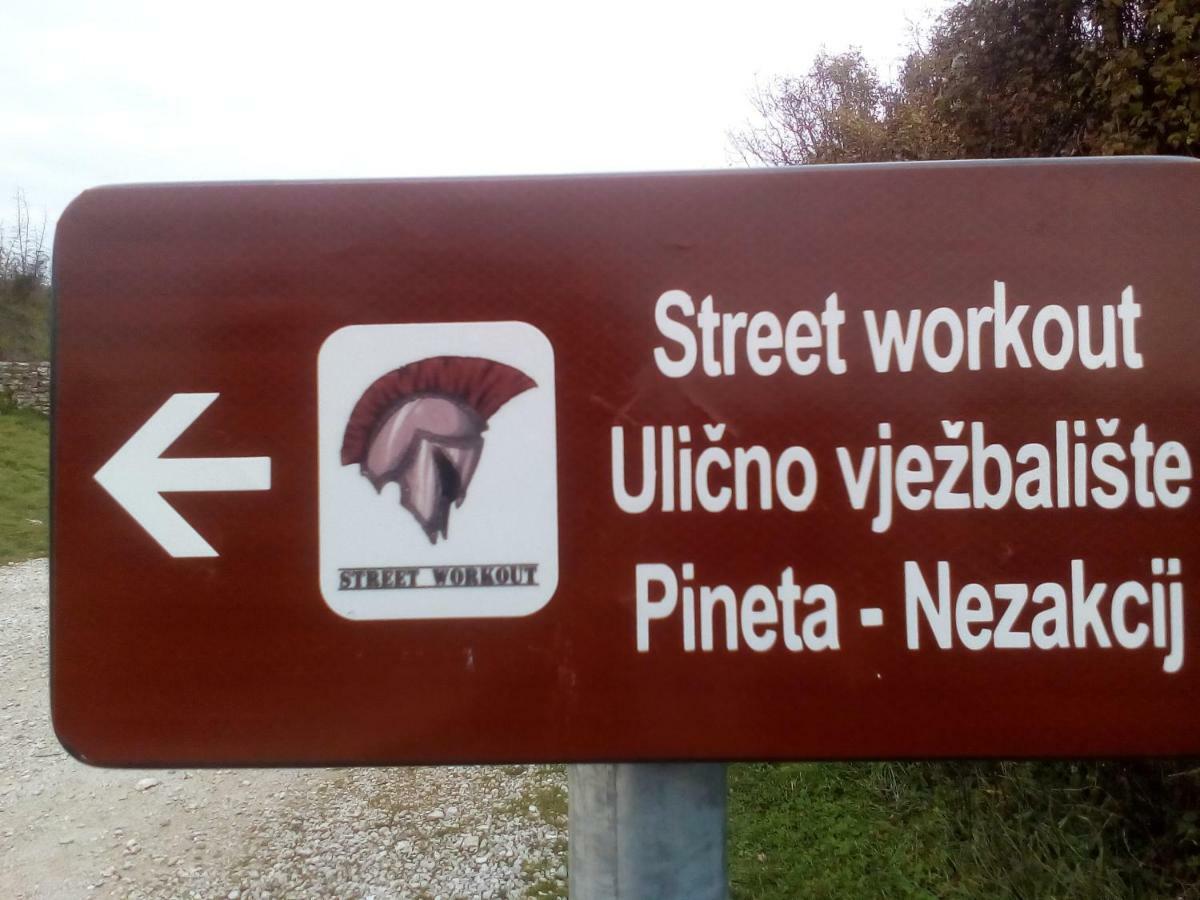 Street workout
Ulično vježbalište
Pineta - Nezakcij
STREET WORKOUT